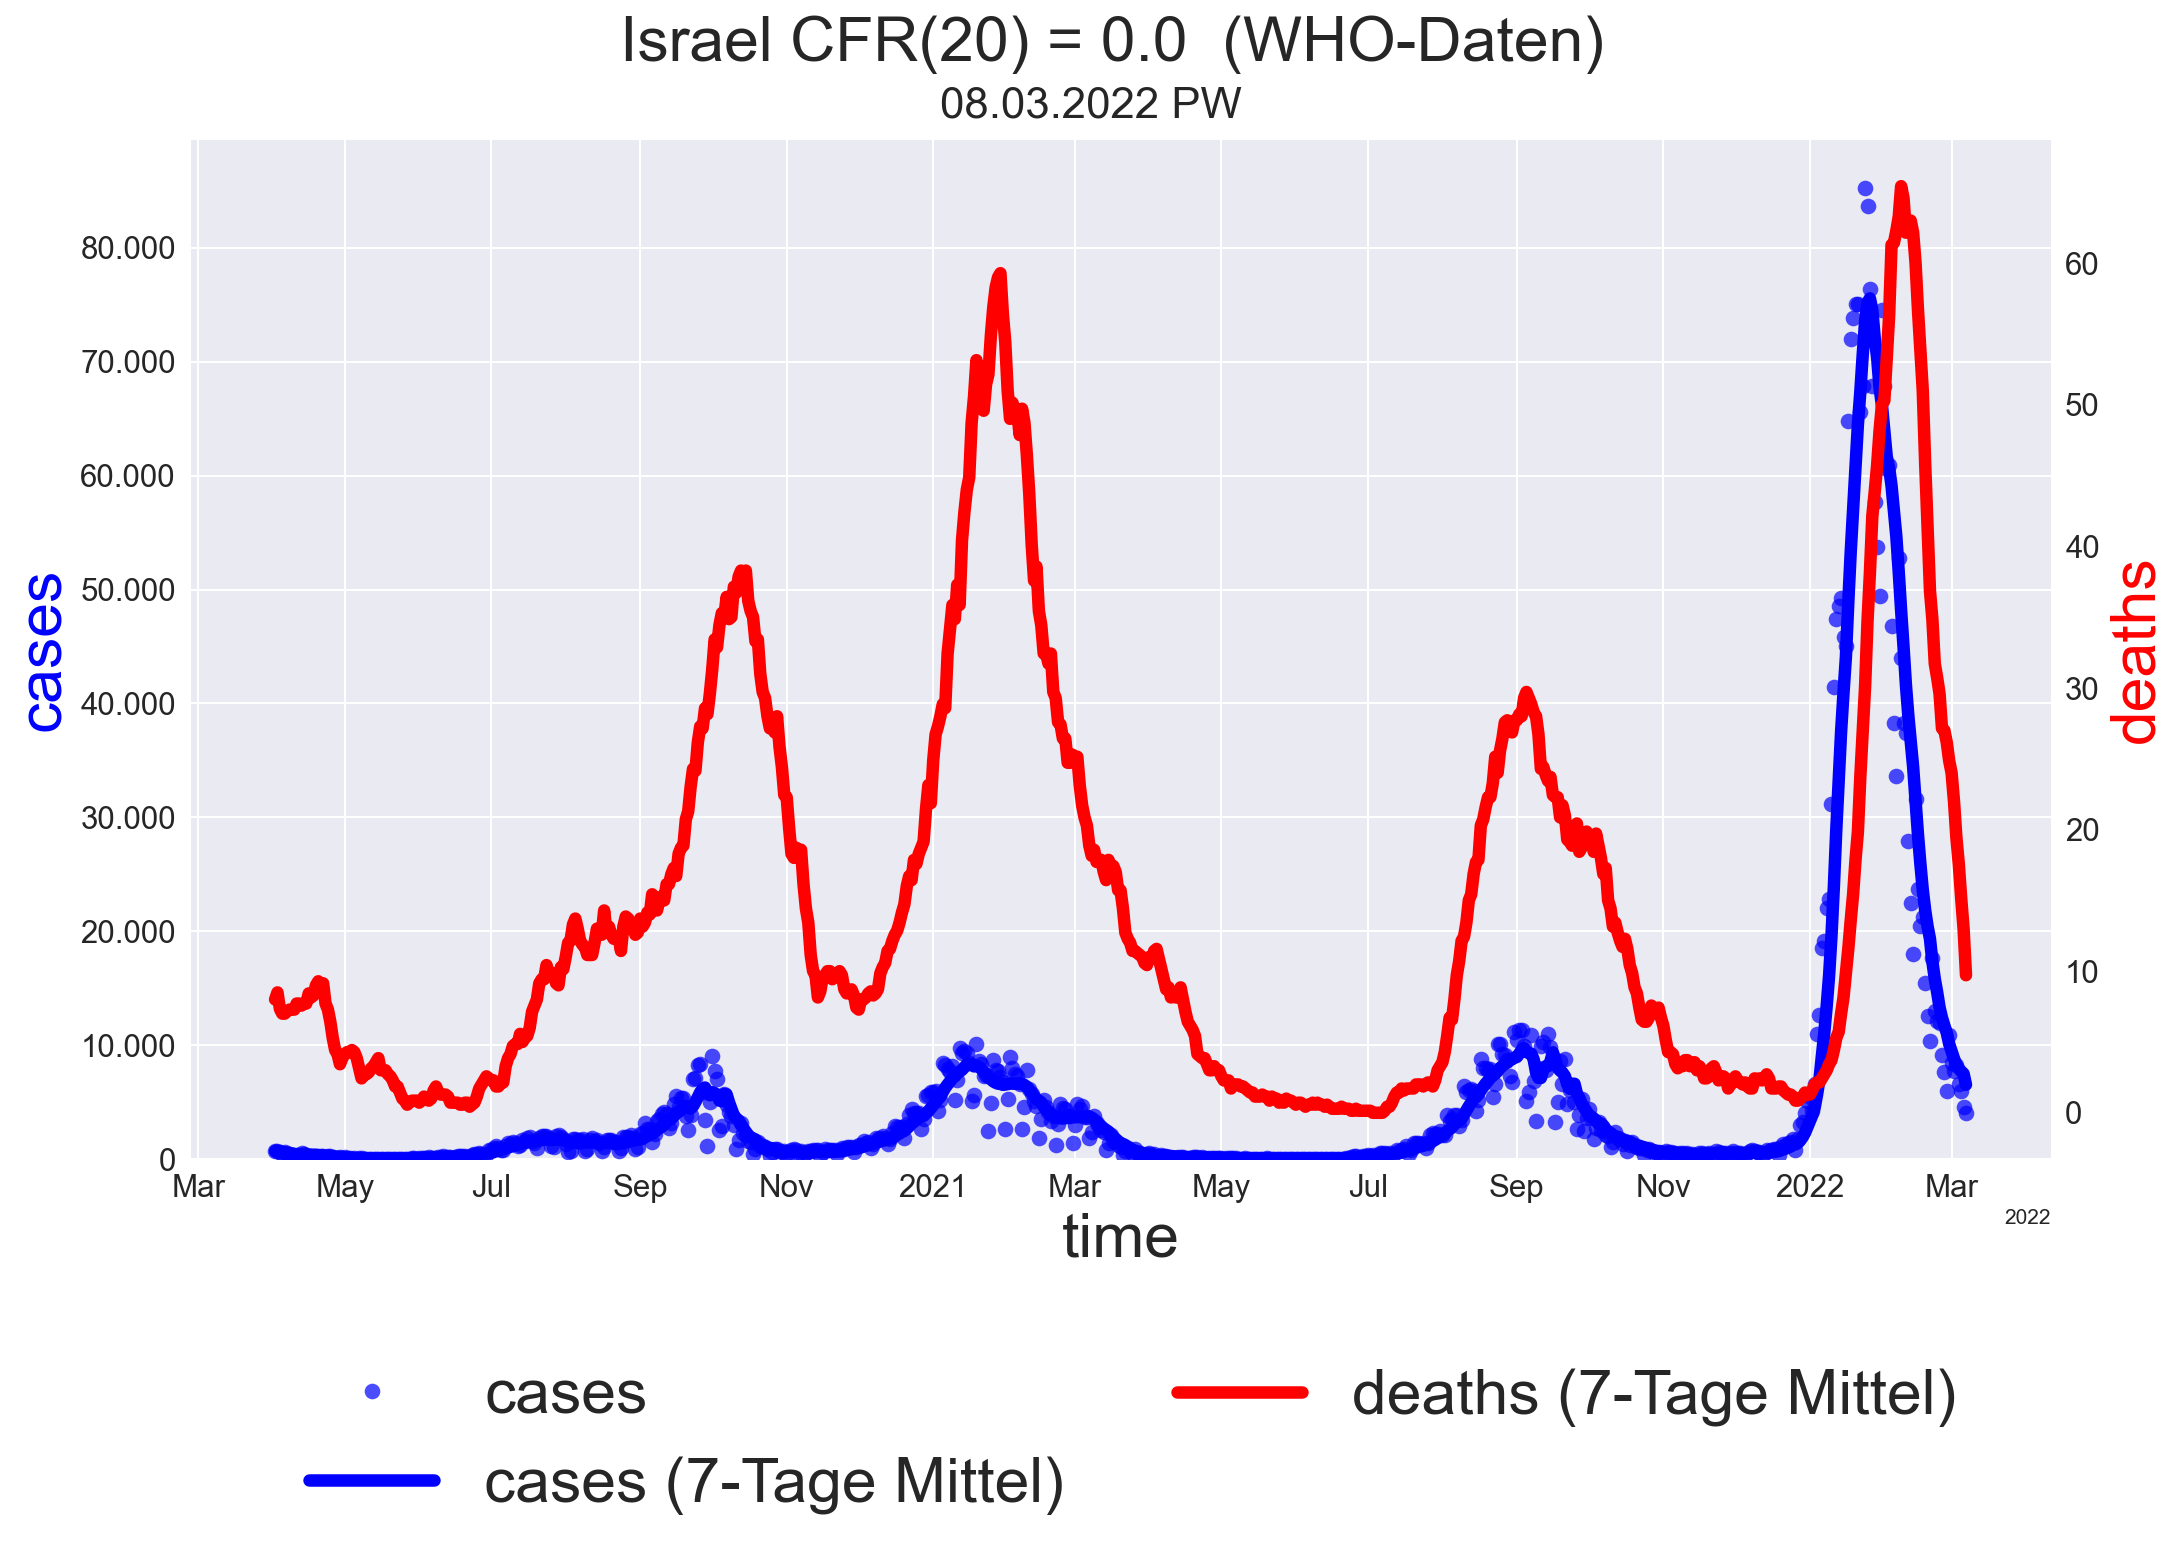 Israel CFR(20) = 0.0  (WHO-Daten)
08.03.2022 PW
80.000
70.000
60.000
50.000
40.000
30.000
20.000
10.000
0
cases
60
50
40
30
20
10
0
deaths
Mar May Jul Sep Nov 2021 Mar May Jul Sep Nov 2022 Mar
2022
time
cases
cases (7-Tage Mittel)
deaths (7-Tage Mittel)